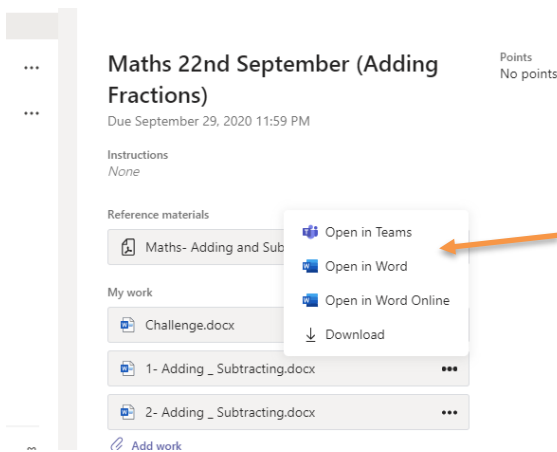 Maths 22nd September (Adding
Fractions)
Due September 29, 2020 11:59 PM
Points
No points
Instructions
None
Reference materials
Maths- Adding and Sub
Open in Teams
Open in Word
Open in Word Online
Download
My work
Challenge.docx
1- Adding _ Subtracting.docx
2- Adding _ Subtracting.docx
Add work